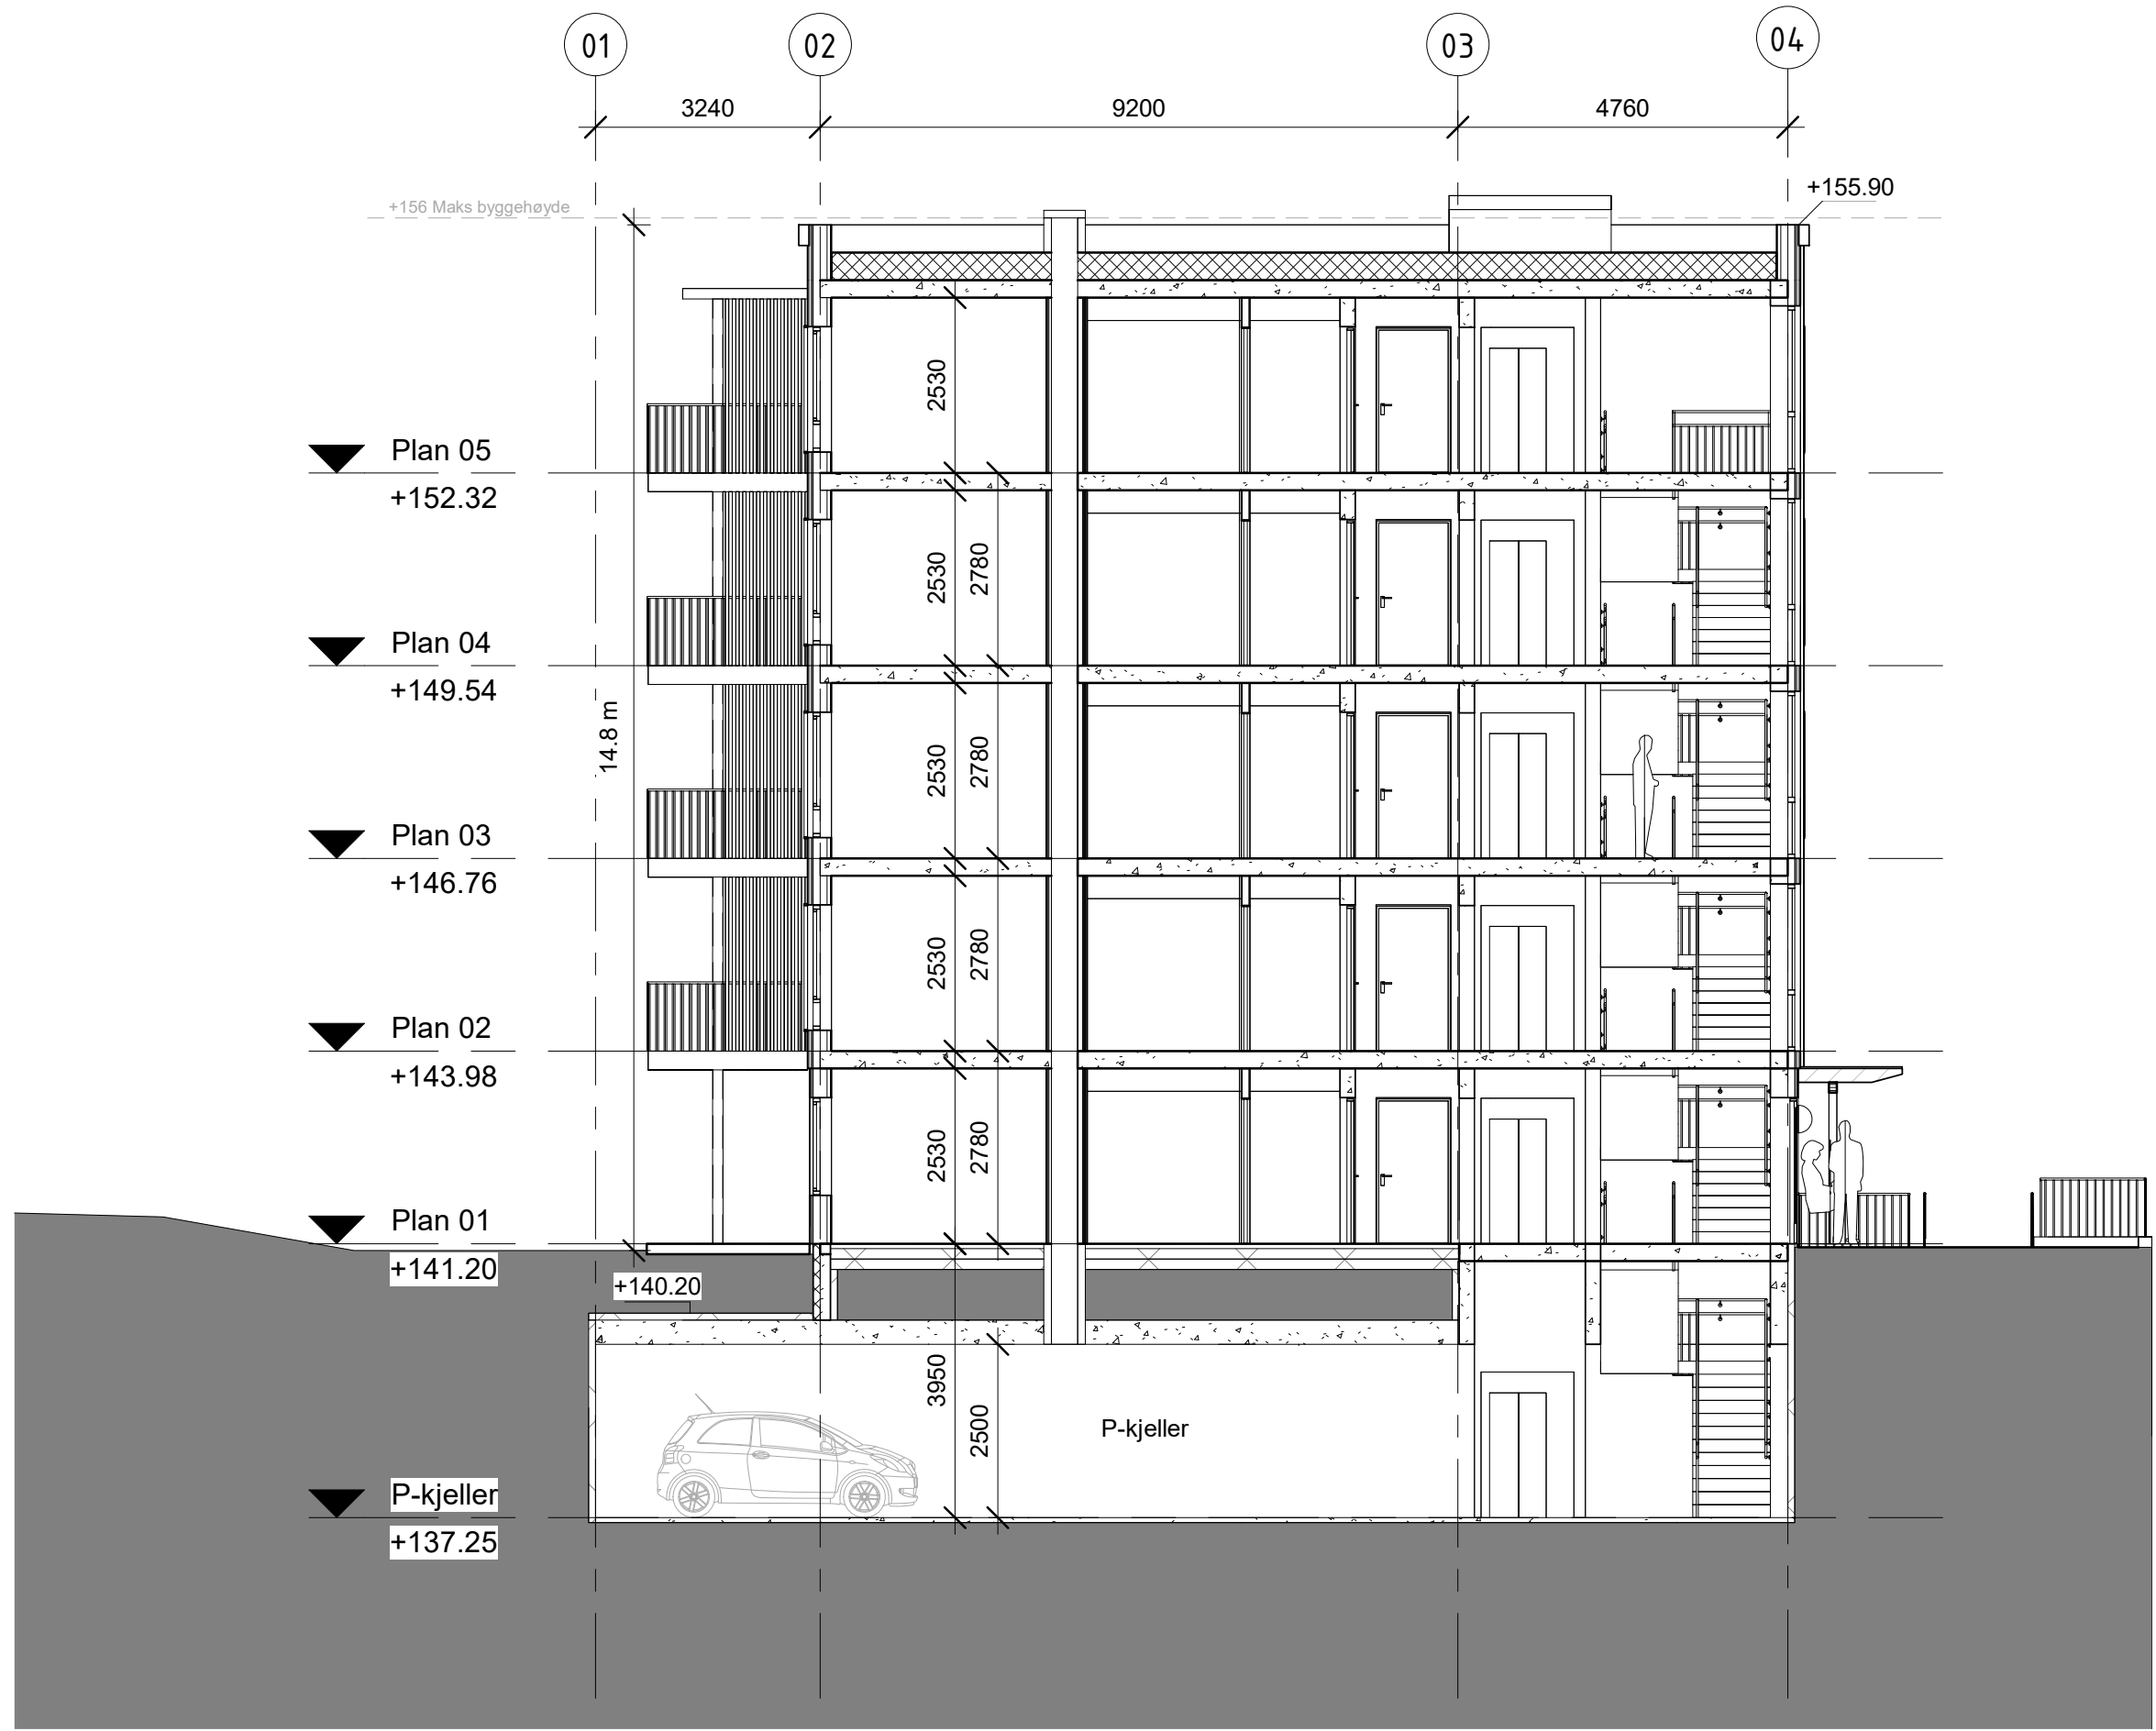 01 02 03 04
3240 9200 4760
+155.90
+156 Maks byggehøyde
2530
Plan 05
+152.32
2530 2780
Plan 04
+149.54
14.8 m
2530 2780
Plan 03
+146.76
2530 2780
Plan 02
+143.98
2530 2780
Plan 01
+141.20
+140.20
3950
2500
P-kjeller
P-kjeller
+137.25